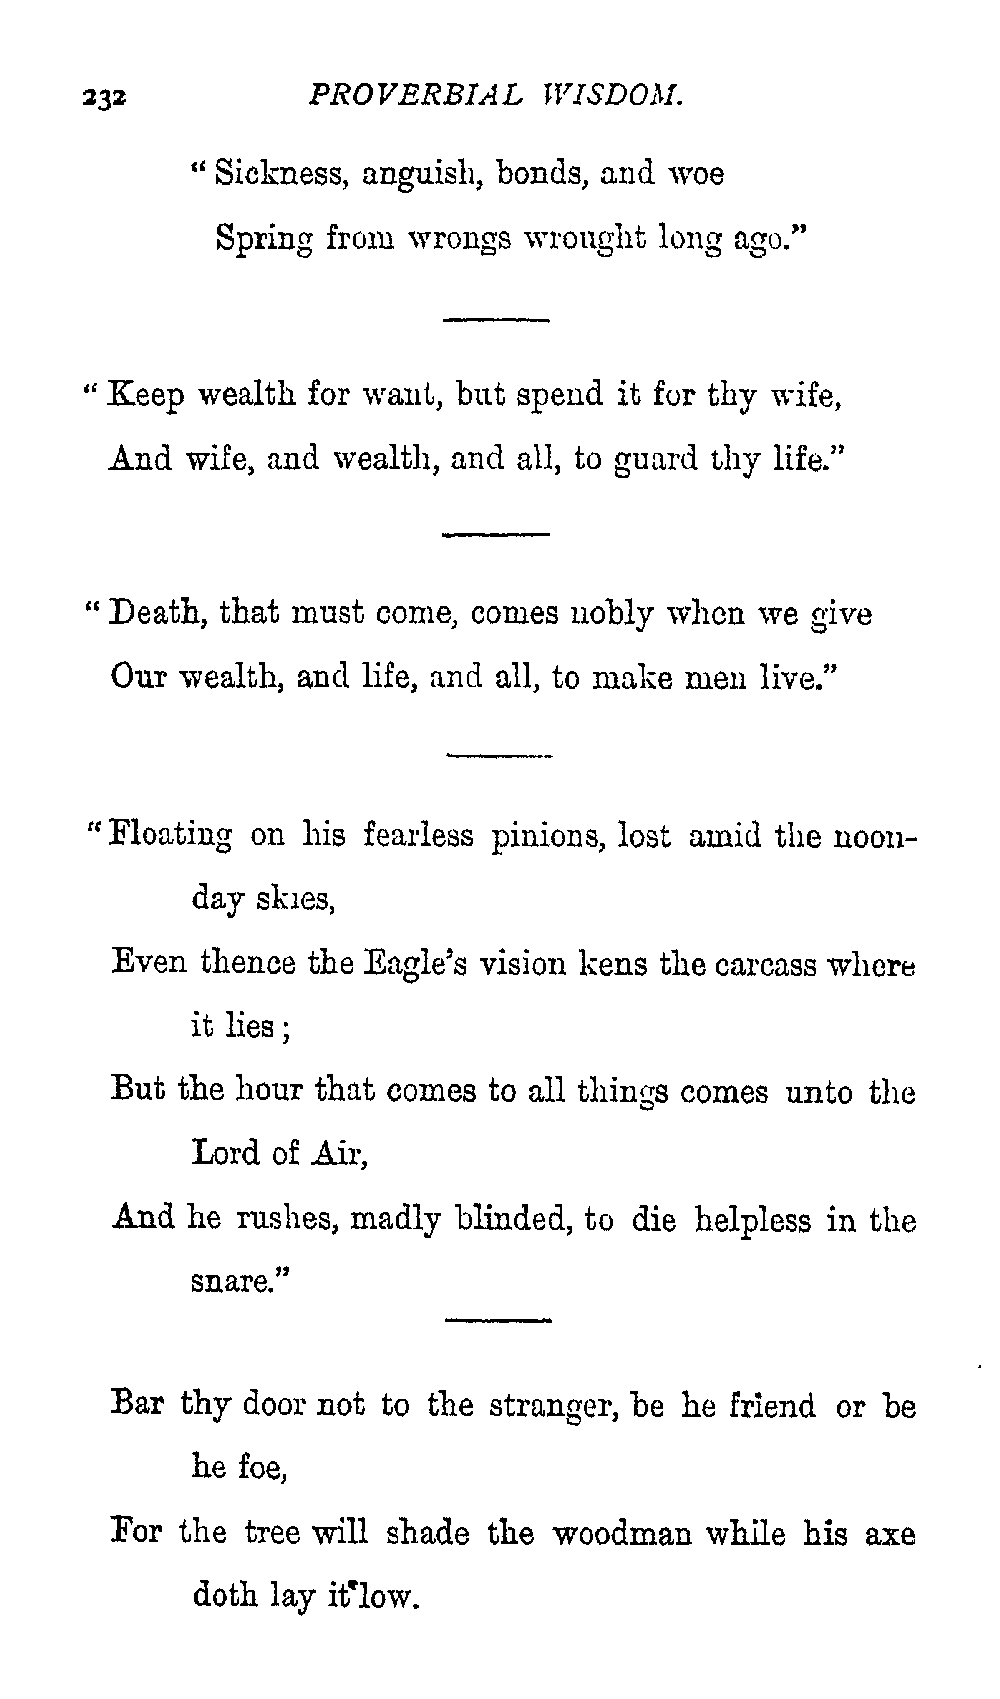 232 PROVERBIAL WISDOM.
“ Sickness, anguish, bonds, and woe
Spring from wrongs wrought long ago.”
“ Keep wealth for want, but spend it for thy wife,
And wife, and wealth, and all, to guard thy life.”
“ Death, that must come, comes nobly when we give
Our wealth, and life, and all, to make men live.”
“ Floating on his fearless pinions, lost amid the noon-
day skies,
Even thence the Eagle’s vision kens the carcass where
it lies ;
But the hour that comes to all things comes unto the
Lord of Air,
And he rushes, madly blinded, to die helpless in the
snare.”
Bar thy door not to the stranger, be he friend or be
he foe,
For the tree will shade the woodman while his axe
doth lay it low.